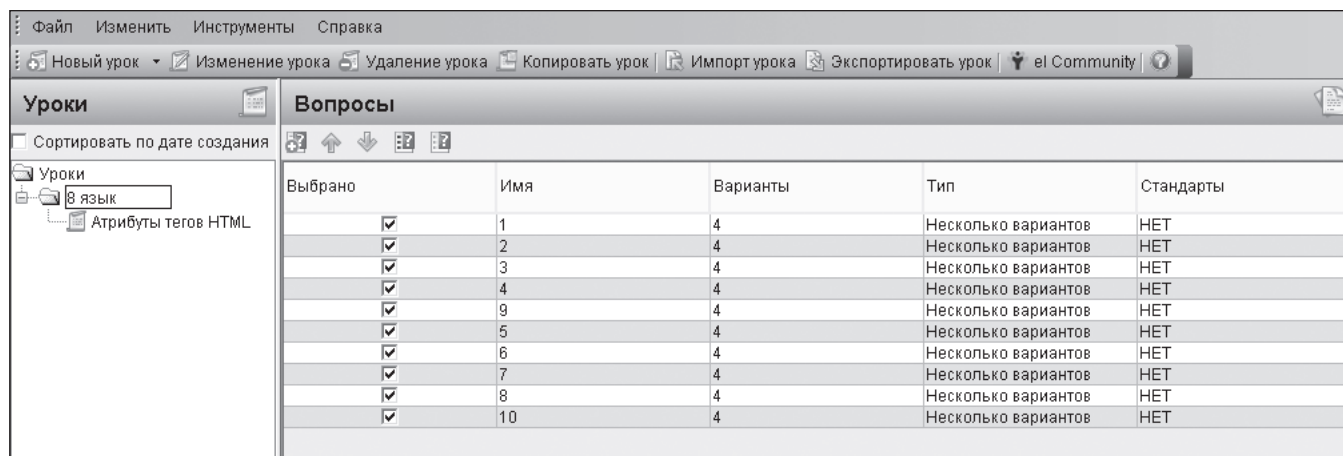 Файл Изменить Инструменты Справка
Новый урок Изменение урока Удаление урока Копировать урок Импорт урока Экспортировать урок el Community
Уроки
Вопросы
Сортировать по дате создания
Уроки
8 язык
Атрибуты тегов HTML
Выбрано Имя Варианты Тип Стандарты
1 4 Несколько вариантов НЕТ
2 4 Несколько вариантов НЕТ
3 4 Несколько вариантов НЕТ
4 4 Несколько вариантов НЕТ
9 4 Несколько вариантов НЕТ
5 4 Несколько вариантов НЕТ
6 4 Несколько вариантов НЕТ
7 4 Несколько вариантов НЕТ
8 4 Несколько вариантов НЕТ
10 4 Несколько вариантов НЕТ